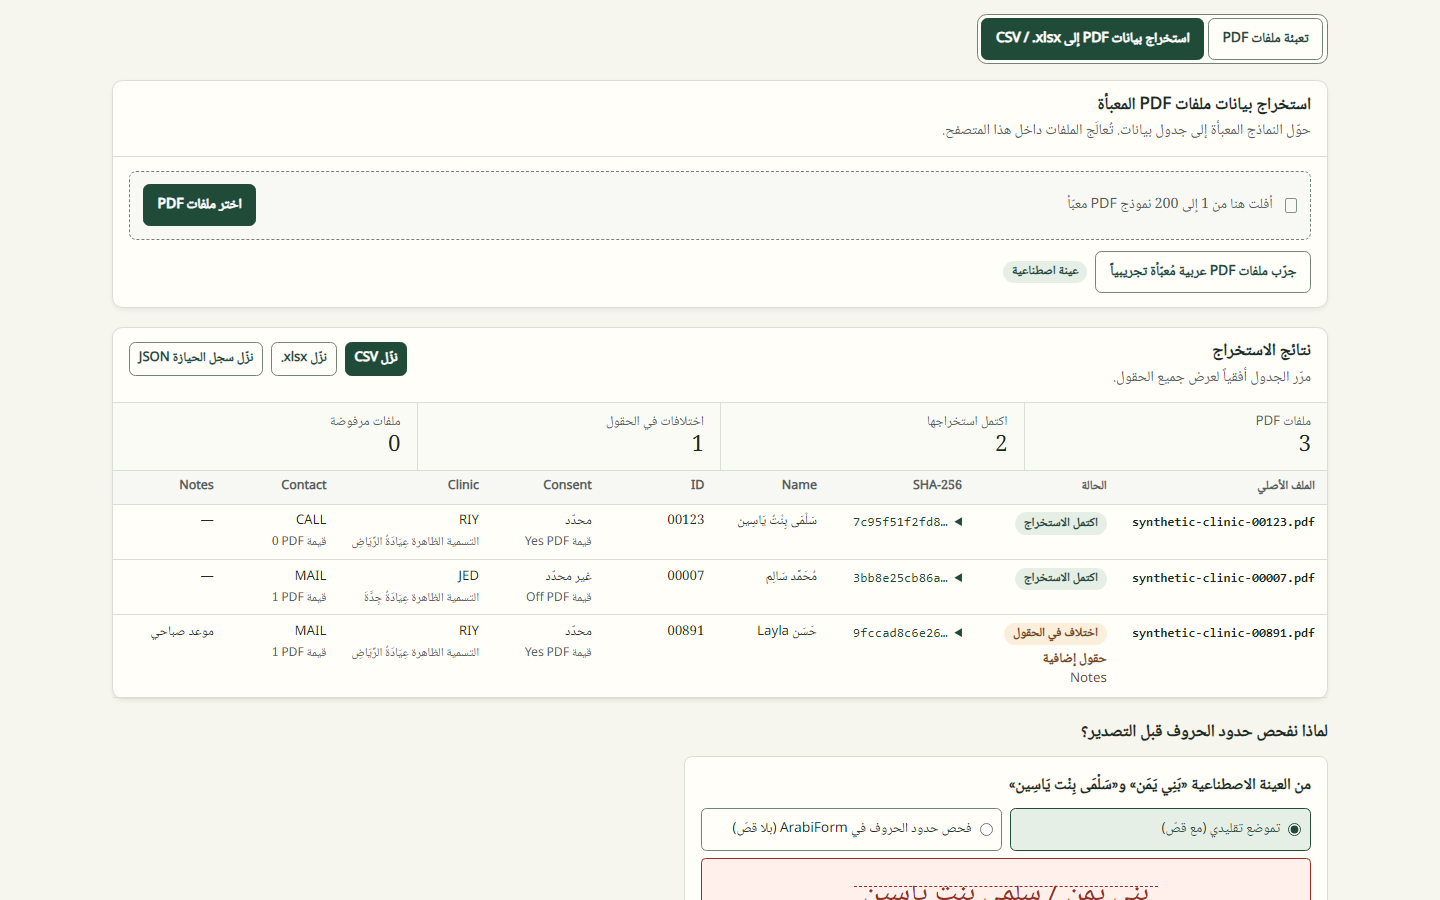 تعبئة ملفات PDF
استخراج بيانات PDF إلى CSV / .xlsx
استخراج بيانات ملفات PDF المعبأة
حوّل النماذج المعبأة إلى جدول بيانات. تُعالَج الملفات داخل هذا المتصفح.
أفلت هنا من 1 إلى 200 نموذج PDF معبّأ
اختر ملفات PDF
جرّب ملفات PDF عربية مُعبّأة تجريبياً
عينة اصطناعية
نتائج الاستخراج
مرّر الجدول أفقياً لعرض جميع الحقول.
نزّل CSV
نزّل .xlsx
نزّل سجل الحيازة JSON
ملفات PDF
3
اكتمل استخراجها
2
اختلافات في الحقول
1
ملفات مرفوضة
0
الملف الأصلي الحالة SHA-256 Name ID Consent Clinic Contact Notes
synthetic-clinic-00123.pdf اكتمل الاستخراج 7c95f51f2fd8… سَلْمَى بِنْتُ يَاسِين 00123 محدّد RIY CALL —
قيمة PDF Yes التسمية الظاهرة عِيَادَةُ الرِّيَاضِ قيمة PDF 0
synthetic-clinic-00007.pdf اكتمل الاستخراج 3bb8e25cb86a… مُحَمَّد سَالِم 00007 غير محدّد JED MAIL —
قيمة PDF Off التسمية الظاهرة عِيَادَةُ جِدَّةَ قيمة PDF 1
synthetic-clinic-00891.pdf اختلاف في الحقول 9fccad8c6e26… حَسَن Layla 00891 محدّد RIY MAIL موعد صباحي
حقول إضافية قيمة PDF Yes التسمية الظاهرة عِيَادَةُ الرِّيَاضِ قيمة PDF 1
Notes
لماذا نفحص حدود الحروف قبل التصدير؟
من العينة الاصطناعية «بَنِي يَمَن» و«سَلْمَى بِنْت يَاسِين»
تموضع تقليدي (مع قصّ)
فحص حدود الحروف في ArabiForm (بلا قصّ)
بني يمن / سلمى بنت ياسين